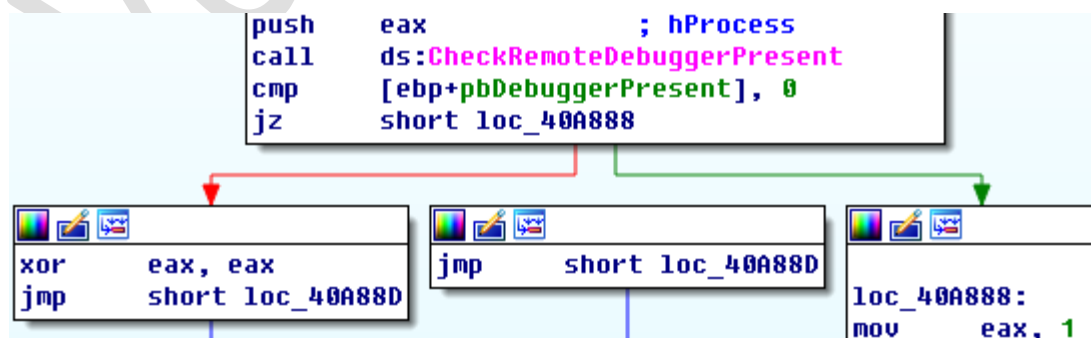 push eax ; hProcess
call ds:CheckRemoteDebuggerPresent
cmp [ebp+pbDebuggerPresent], 0
jz short loc_40A888
xor eax, eax
jmp short loc_40A88D
jmp short loc_40A88D
loc_40A888:
mov eax, 1